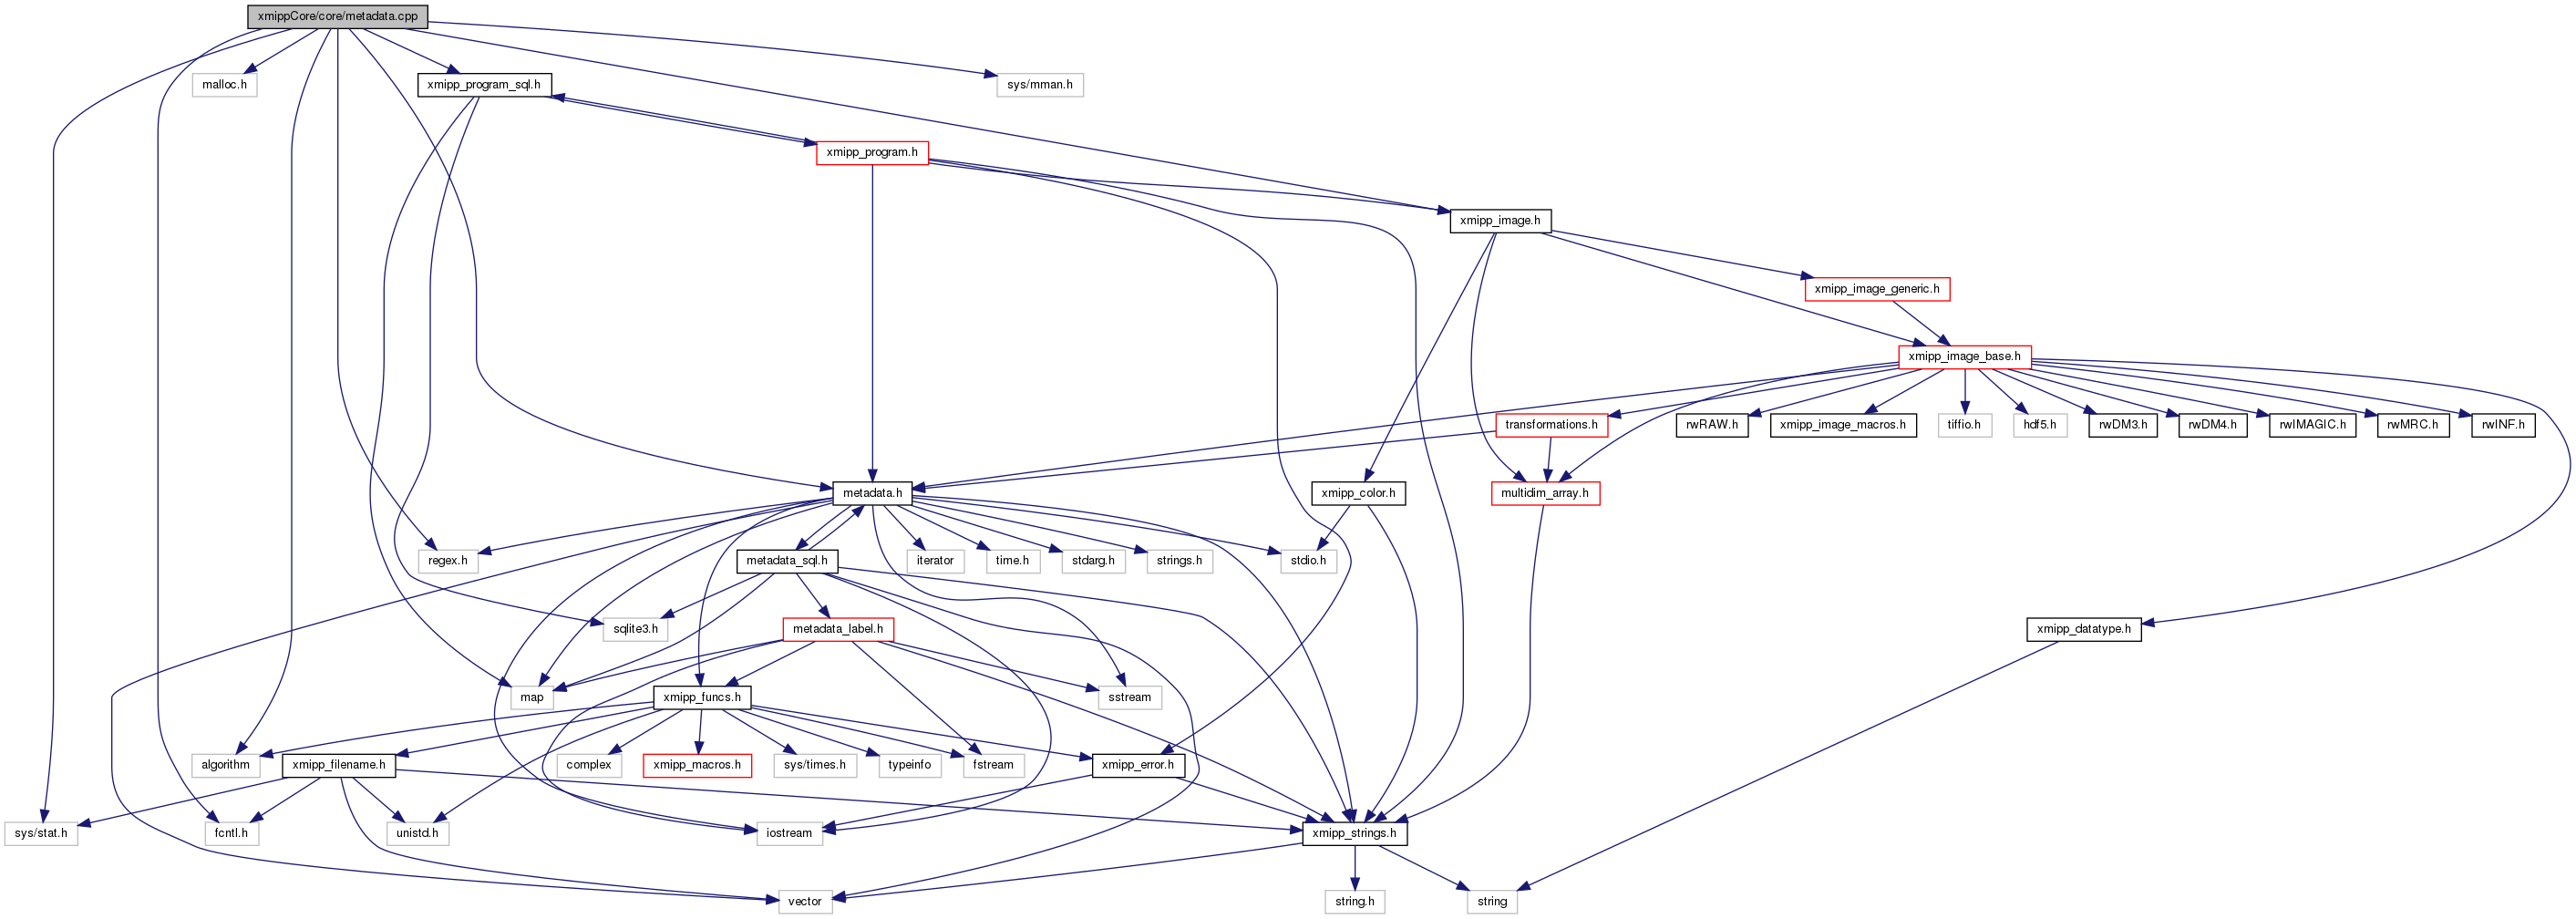 xmippCore/core/metadata.cpp
malloc.h
xmipp_program_sql.h
sys/mman.h
xmipp_program.h
xmipp_image.h
xmipp_image_generic.h
xmipp_image_base.h
transformations.h
rwRAW.h
xmipp_image_macros.h
tiffio.h
hdf5.h
rwDM3.h
rwDM4.h
rwIMAGIC.h
rwMRC.h
rwINF.h
metadata.h
xmipp_color.h
multidim_array.h
regex.h
metadata_sql.h
iterator
time.h
stdarg.h
strings.h
stdio.h
sqlite3.h
metadata_label.h
xmipp_datatype.h
map
xmipp_funcs.h
sstream
algorithm
xmipp_filename.h
complex
xmipp_macros.h
sys/times.h
typeinfo
fstream
xmipp_error.h
sys/stat.h
fcntl.h
unistd.h
iostream
xmipp_strings.h
vector
string.h
string